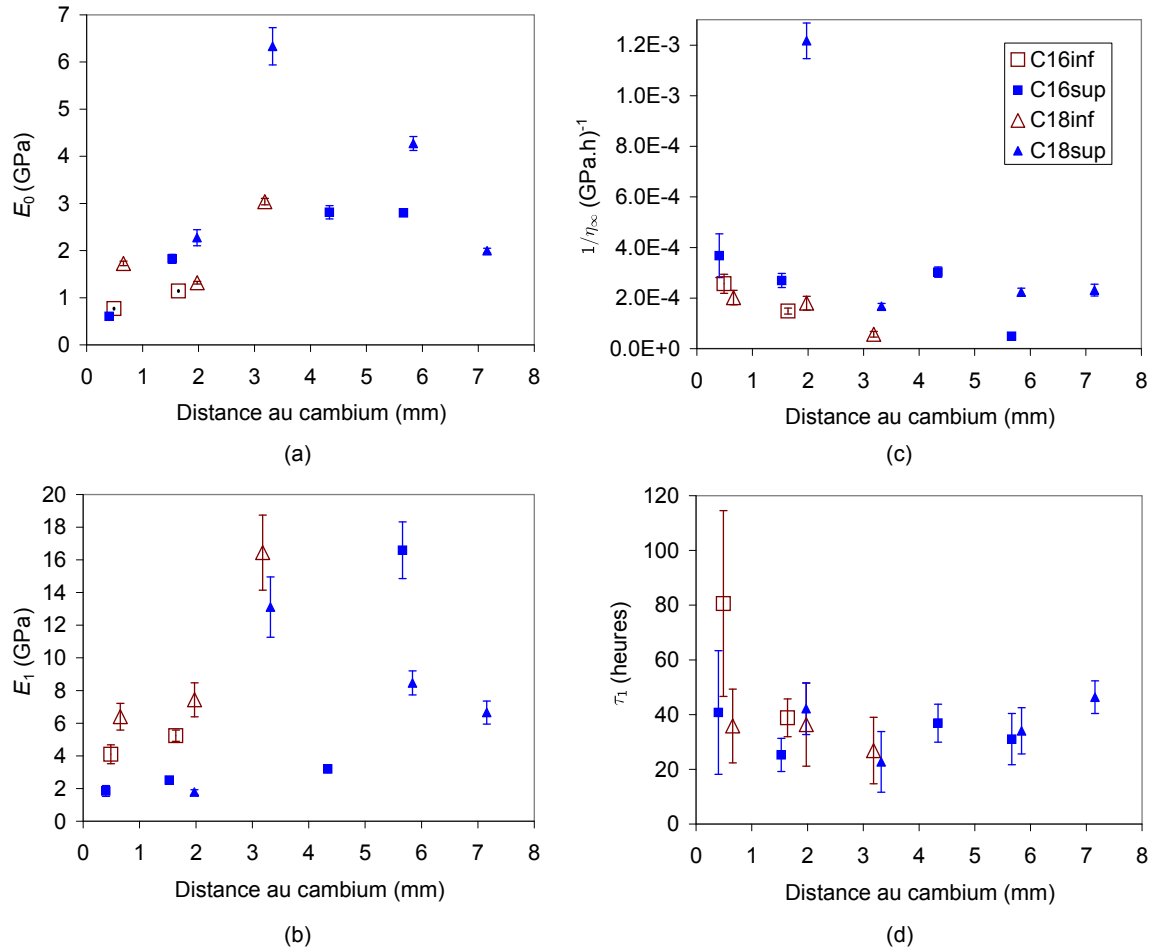 7
6
5
4
3
2
1
0
E₀ (GPa)
0 1 2 3 4 5 6 7 8
Distance au cambium (mm)
(a)
1.2E-3
1.0E-3
8.0E-4
6.0E-4
4.0E-4
2.0E-4
0.0E+0
1/η∞ (GPa.h)⁻¹
C16inf
C16sup
C18inf
C18sup
0 1 2 3 4 5 6 7 8
Distance au cambium (mm)
(c)
20
18
16
14
12
10
8
6
4
2
0
E₁ (GPa)
0 1 2 3 4 5 6 7 8
Distance au cambium (mm)
(b)
120
100
80
60
40
20
0
τ₁ (heures)
0 1 2 3 4 5 6 7 8
Distance au cambium (mm)
(d)